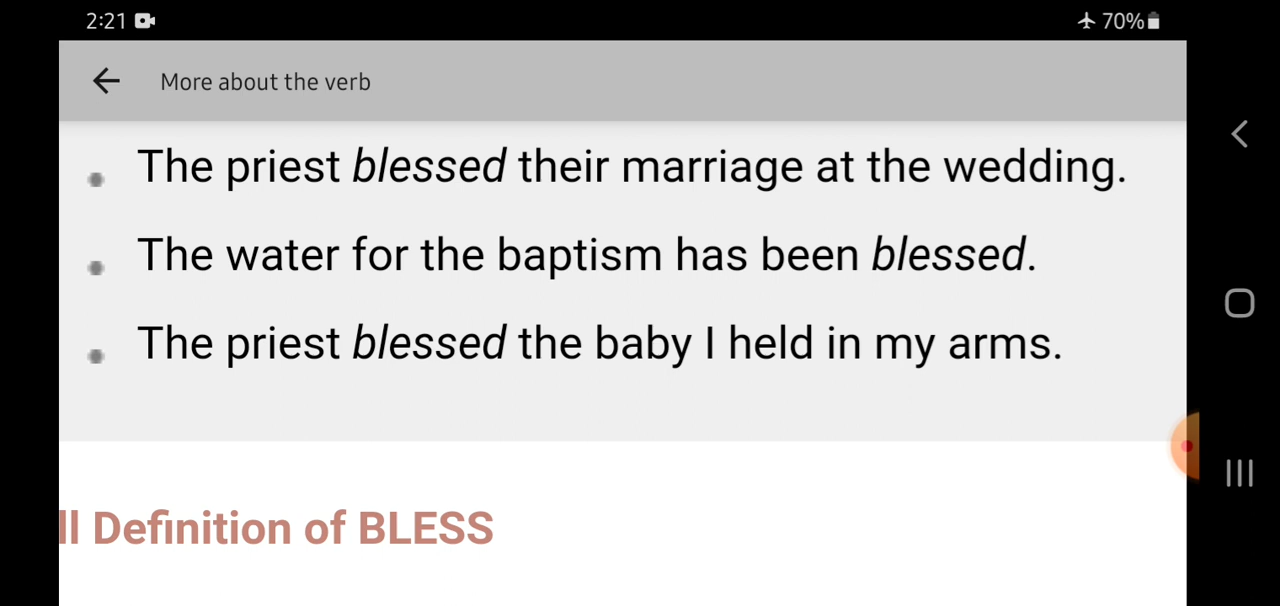 2:21
70%
More about the verb
The priest blessed their marriage at the wedding.
The water for the baptism has been blessed.
The priest blessed the baby I held in my arms.
ll Definition of BLESS